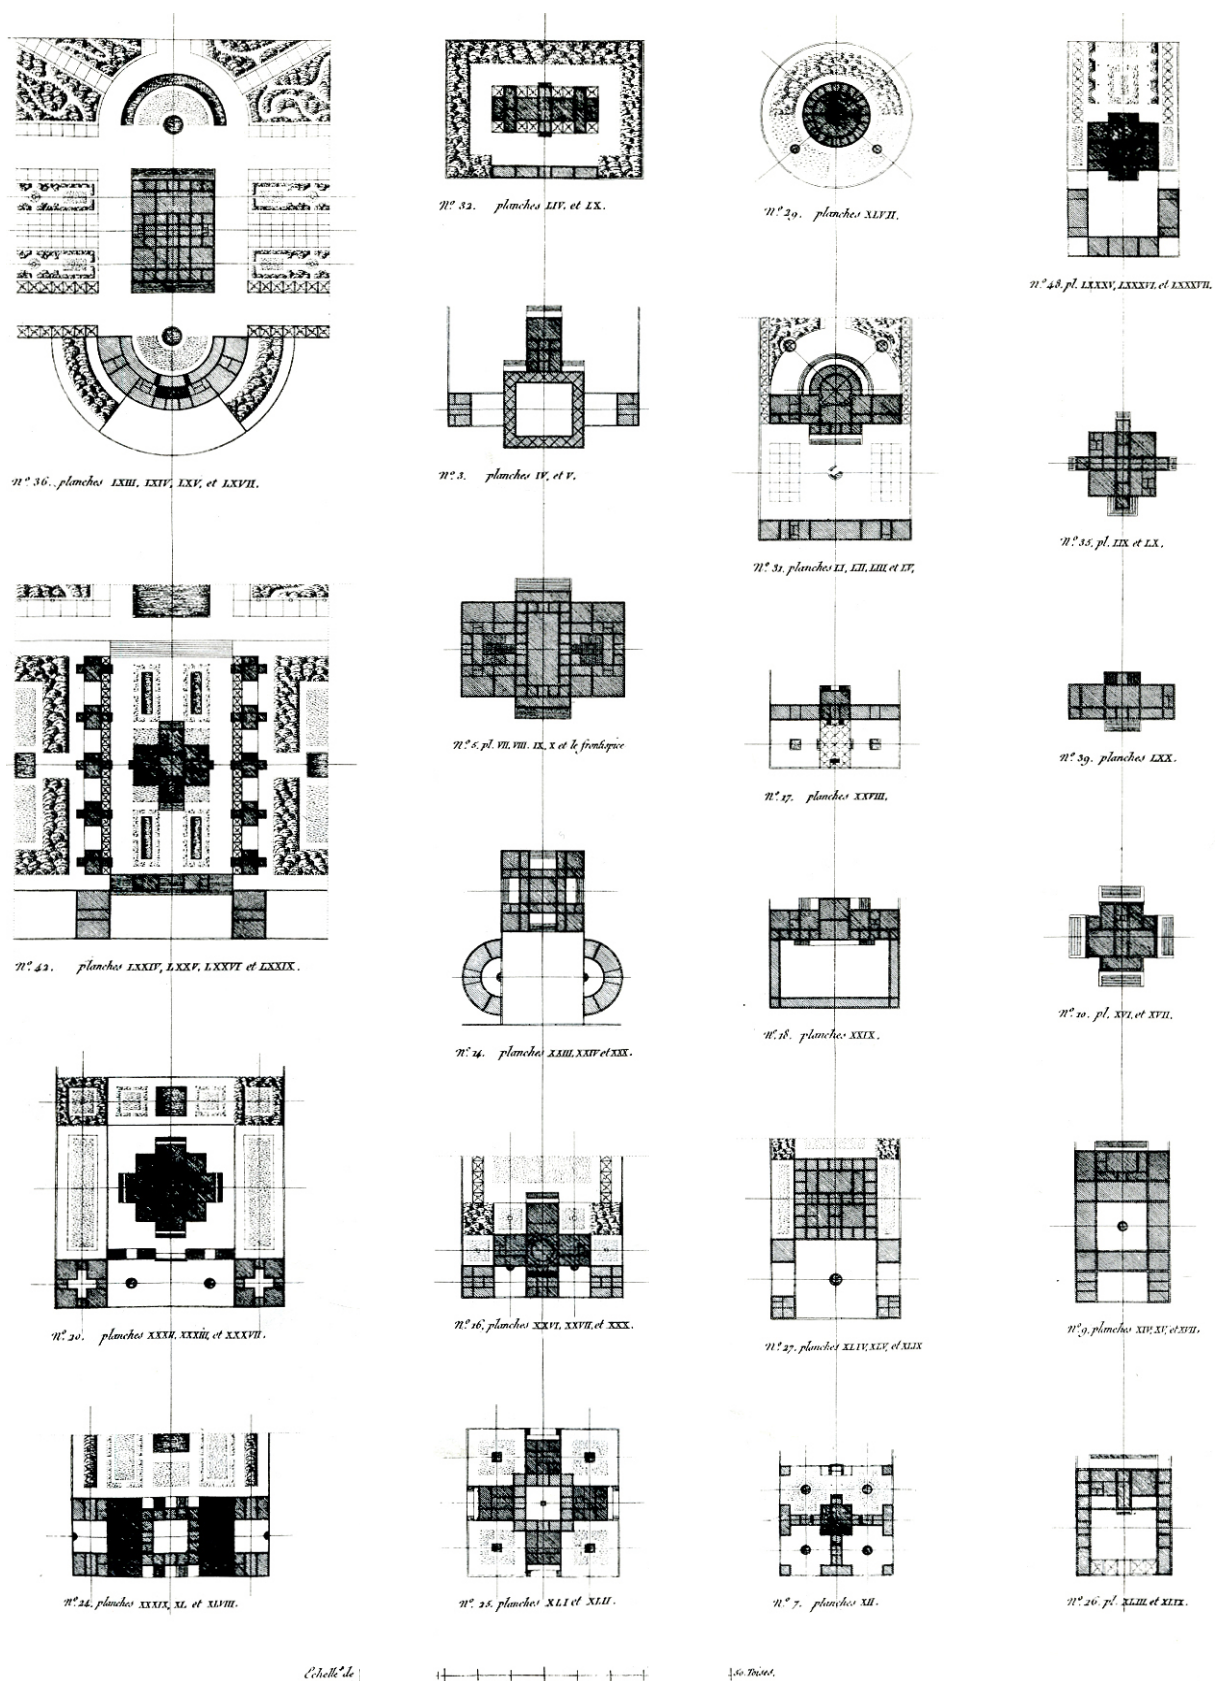 N.º 32. planches LIV, et LX.
N.º 29. planches XLVII.
N.º 48. pl. LXXXV, LXXXVI, et LXXXVII.
N.º 36. planches LXIII, LXIV, LXV, et LXVII.
N.º 3. planches IV, et V.
N.º 31. planches LI, LII, LIII, et LV,
N.º 35, pl. LIX et LX.
N.º 5. pl. VII, VIII. IX, X et le frontispice
N.º 17. planches XXVIII,
N.º 39. planches LXX.
N.º 42. planches LXXIV, LXXV, LXXVI et LXXIX.
N.º 14. planches XXIII, XXIV et XXX.
N.º 18. planches XXIX.
N.º 10. pl. XVI, et XVII.
N.º 20. planches XXXII, XXXIII, et XXXVII.
N.º 16, planches XXVI, XXVII, et XXX.
N.º 27. planches XLIV, XLV, et XLIX
N.º 9. planches XIV, XV, et XVII.
N.º 24. planches XXXIX, XL et XLVIII.
N.º 25. planches XLI et XLII.
N.º 7. planches XII.
N.º 26. pl. XLIII, et XLIX.
Echelle de 50. Toises.